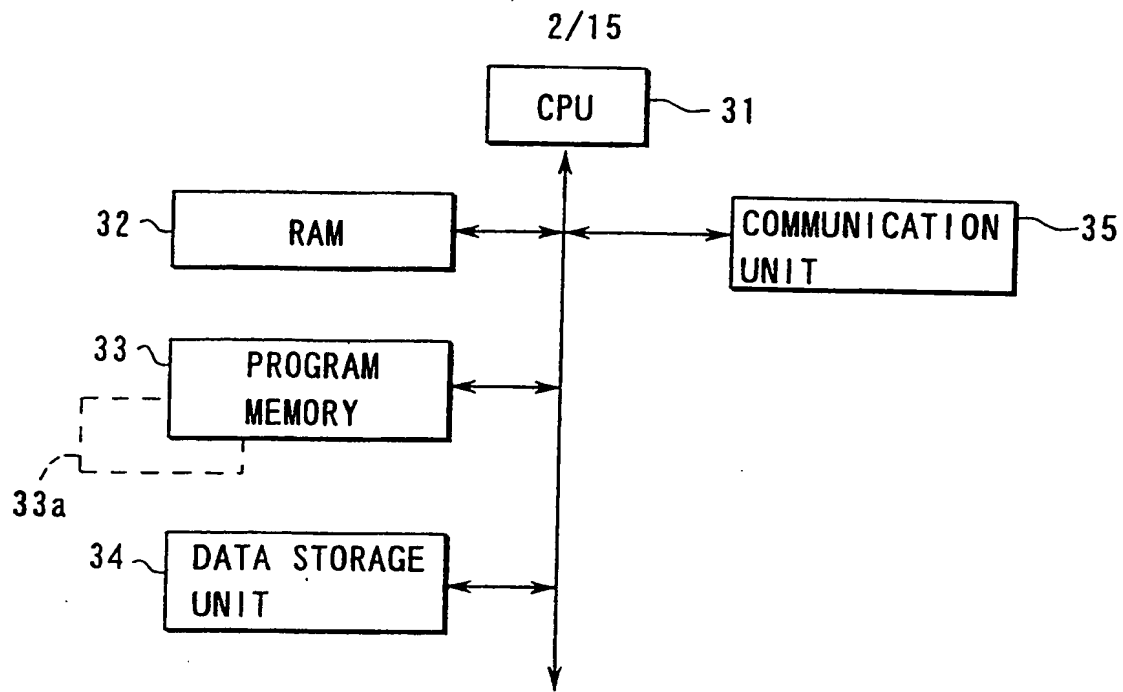 2/15
CPU
31
32
RAM
COMMUNICATION
UNIT
35
33
PROGRAM
MEMORY
33a
34
DATA STORAGE
UNIT